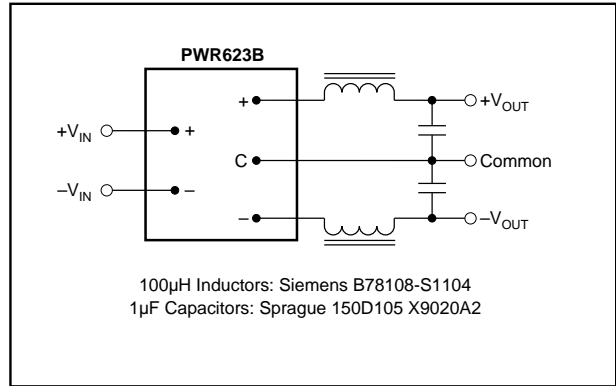 PWR623B
+
+V_OUT
+V_IN
+
C
Common
–V_IN
–
–
–V_OUT
100µH Inductors: Siemens B78108-S1104
1µF Capacitors: Sprague 150D105 X9020A2